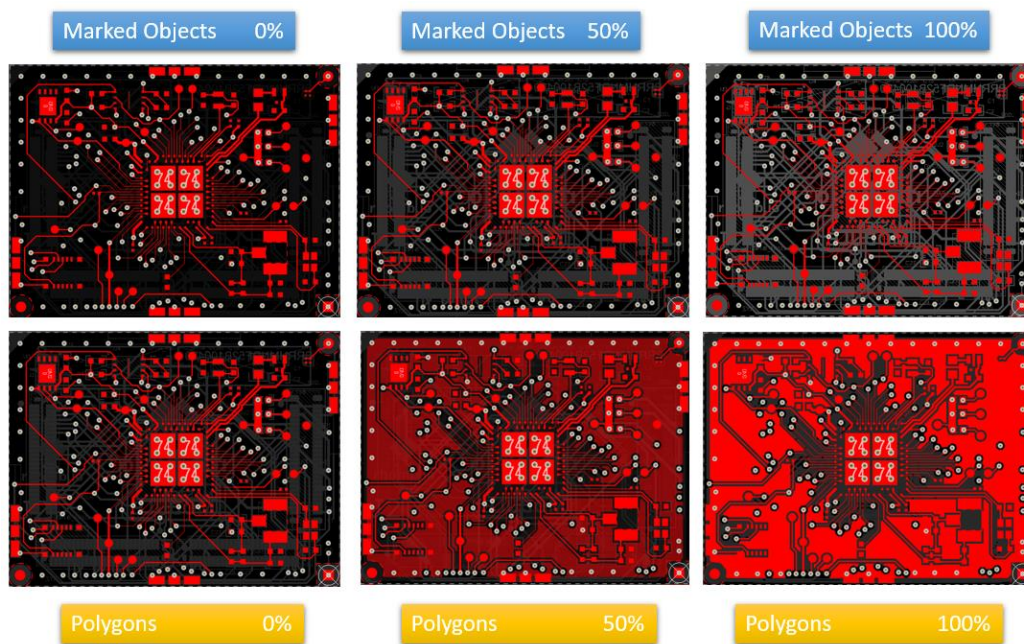 Marked Objects 0%
Marked Objects 50%
Marked Objects 100%
Polygons 0%
Polygons 50%
Polygons 100%